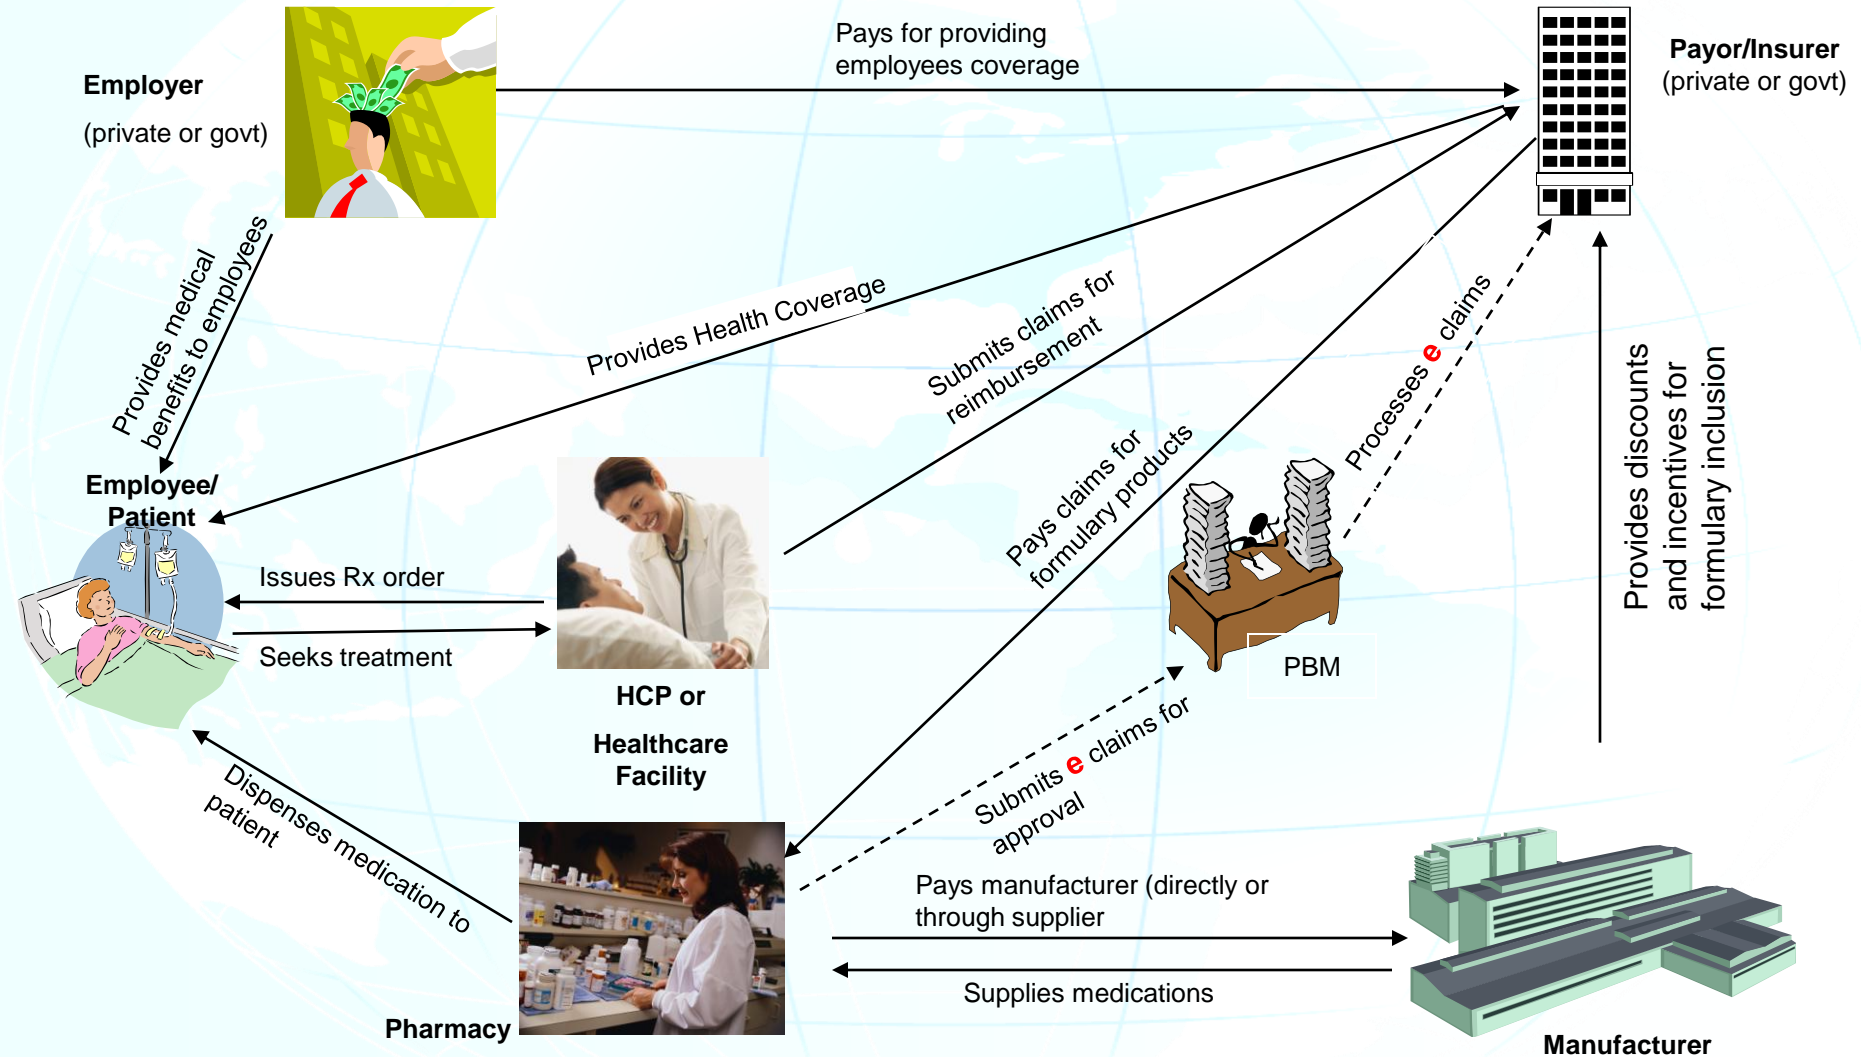 Pays for providing
employees coverage
Payor/Insurer
(private or govt)
Employer
(private or govt)
Provides medical
benefits to employees
Provides Health Coverage
Submits claims for
reimbursement
Processes e claims
Provides discounts
and incentives for
formulary inclusion
Pays claims for
formulary products
Employee/
Patient
Issues Rx order
Seeks treatment
PBM
HCP or
Healthcare
Facility
Submits e claims for
approval
Dispenses medication to
patient
Pays manufacturer (directly or
through supplier
Supplies medications
Pharmacy
Manufacturer